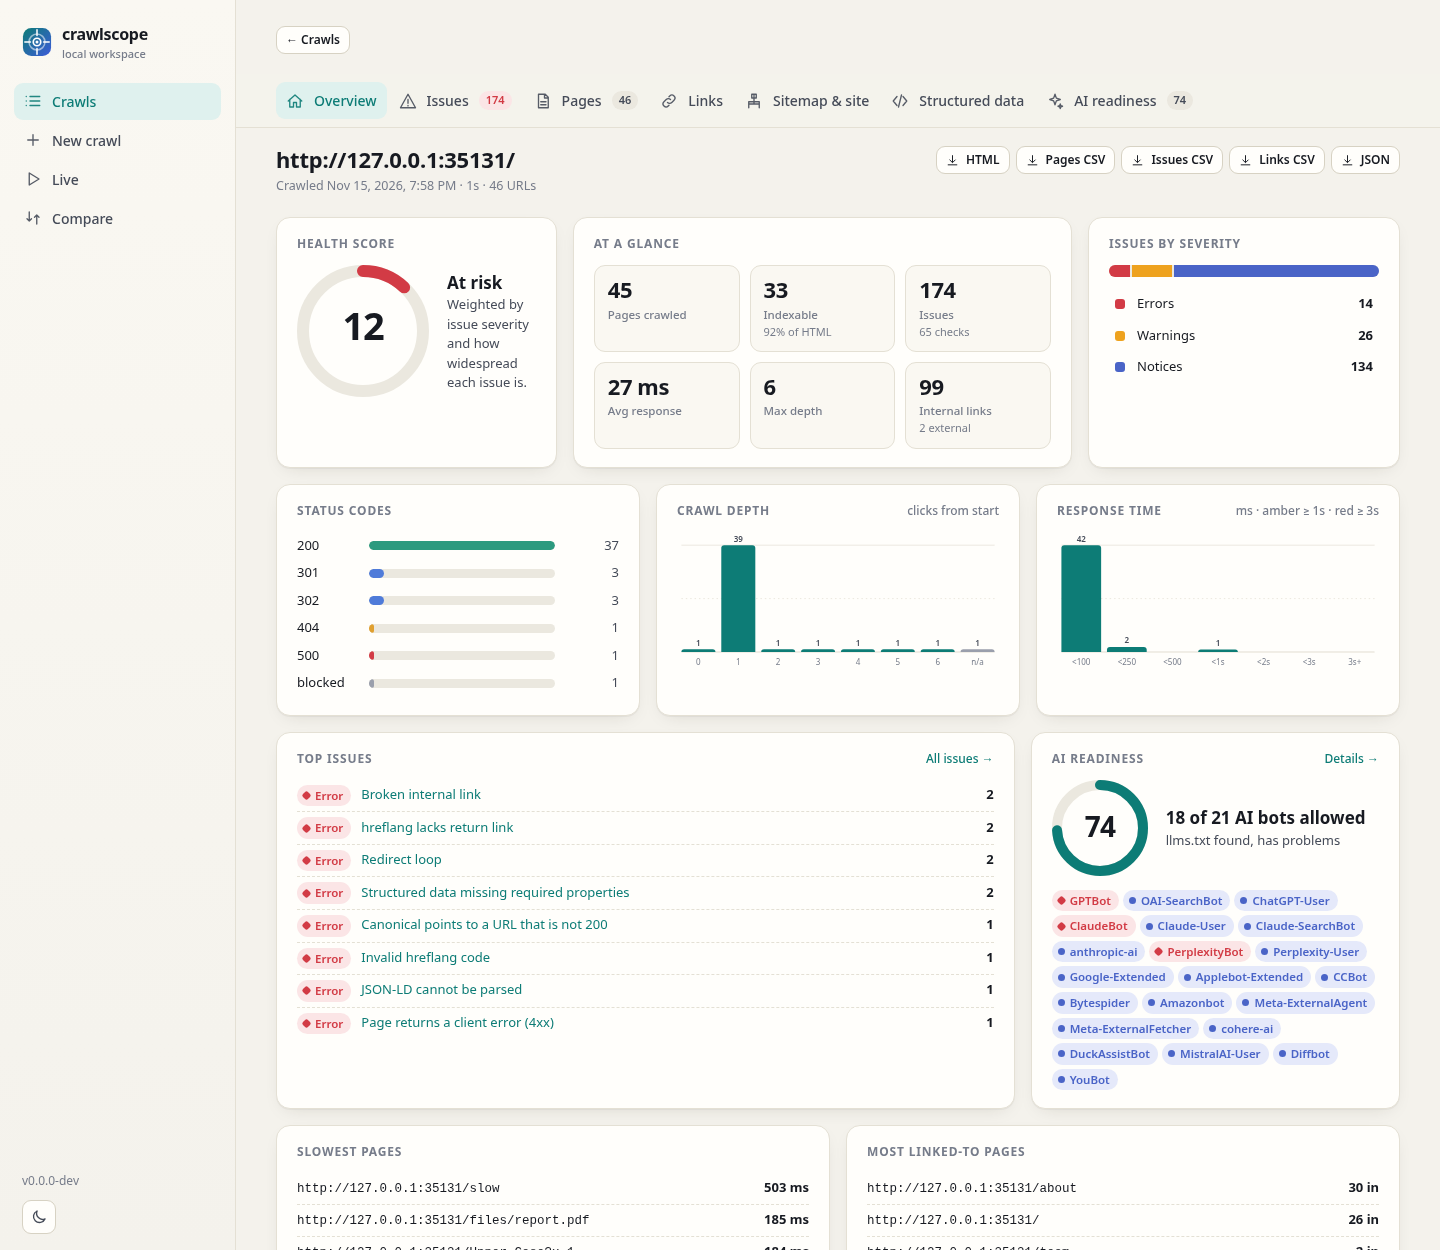 crawlscope
local workspace
Crawls
New crawl
Live
Compare
v0.0.0-dev
← Crawls
Overview
Issues 174
Pages 46
Links
Sitemap & site
Structured data
AI readiness 74
http://127.0.0.1:35131/
Crawled Nov 15, 2026, 7:58 PM · 1s · 46 URLs
HTML
Pages CSV
Issues CSV
Links CSV
JSON
HEALTH SCORE
12
At risk
Weighted by
issue severity
and how
widespread
each issue is.
AT A GLANCE
45
Pages crawled
33
Indexable
92% of HTML
174
Issues
65 checks
27 ms
Avg response
6
Max depth
99
Internal links
2 external
ISSUES BY SEVERITY
Errors 14
Warnings 26
Notices 134
STATUS CODES
200 37
301 3
302 3
404 1
500 1
blocked 1
CRAWL DEPTH
clicks from start
1 39 1 1 1 1 1 1
0 1 2 3 4 5 6 n/a
RESPONSE TIME
ms · amber ≥ 1s · red ≥ 3s
42 2 1
<100 <250 <500 <1s <2s <3s 3s+
TOP ISSUES
All issues →
Error Broken internal link 2
Error hreflang lacks return link 2
Error Redirect loop 2
Error Structured data missing required properties 2
Error Canonical points to a URL that is not 200 1
Error Invalid hreflang code 1
Error JSON-LD cannot be parsed 1
Error Page returns a client error (4xx) 1
AI READINESS
Details →
74
18 of 21 AI bots allowed
llms.txt found, has problems
GPTBot OAI-SearchBot ChatGPT-User
ClaudeBot Claude-User Claude-SearchBot
anthropic-ai PerplexityBot Perplexity-User
Google-Extended Applebot-Extended CCBot
Bytespider Amazonbot Meta-ExternalAgent
Meta-ExternalFetcher cohere-ai
DuckAssistBot MistralAI-User Diffbot
YouBot
SLOWEST PAGES
http://127.0.0.1:35131/slow 503 ms
http://127.0.0.1:35131/files/report.pdf 185 ms
MOST LINKED-TO PAGES
http://127.0.0.1:35131/about 30 in
http://127.0.0.1:35131/ 26 in